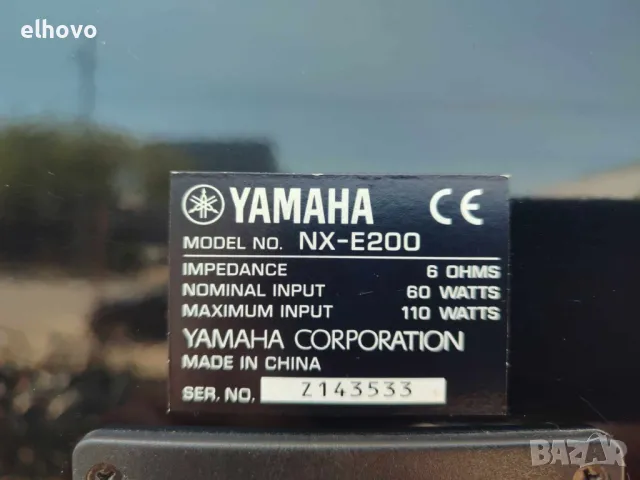 elhovo
YAMAHA CE
MODEL NO. NX-E200
IMPEDANCE 6 OHMS
NOMINAL INPUT 60 WATTS
MAXIMUM INPUT 110 WATTS
YAMAHA CORPORATION
MADE IN CHINA
SER. NO. Z143533
BAZAR